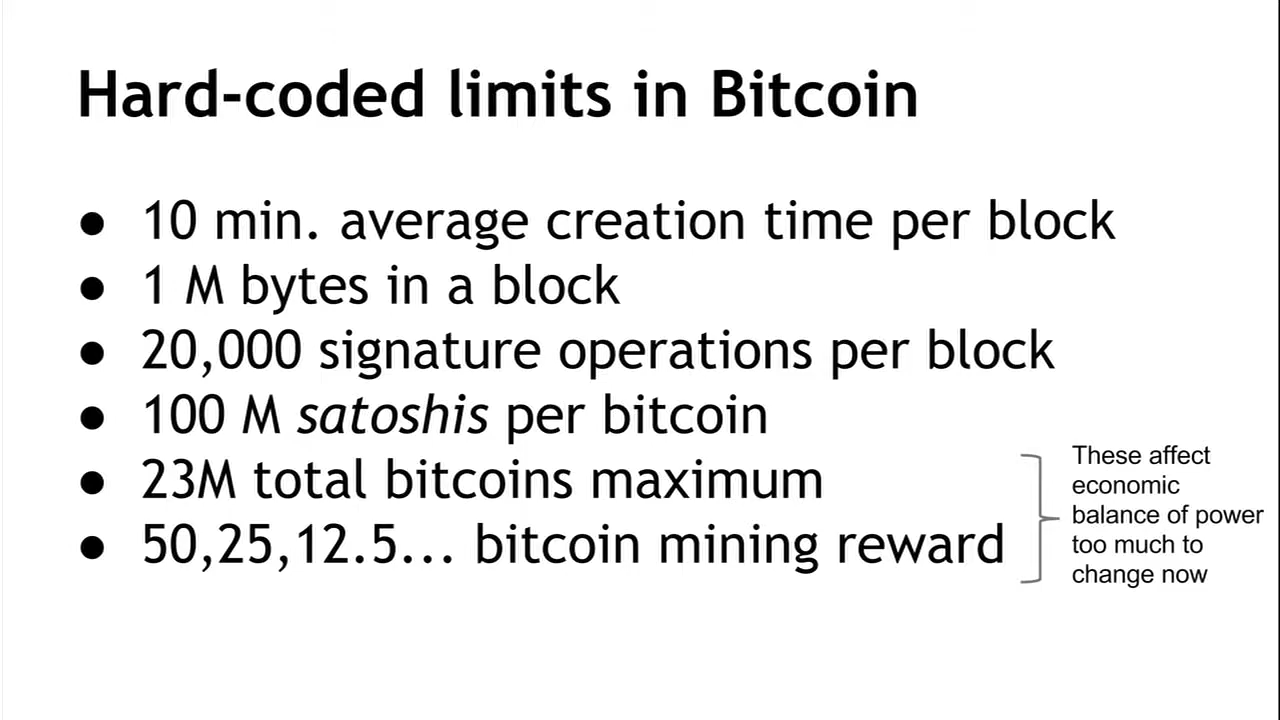 Hard-coded limits in Bitcoin
● 10 min. average creation time per block
● 1 M bytes in a block
● 20,000 signature operations per block
● 100 M satoshis per bitcoin
● 23M total bitcoins maximum
● 50,25,12.5... bitcoin mining reward
These affect
economic
balance of power
too much to
change now